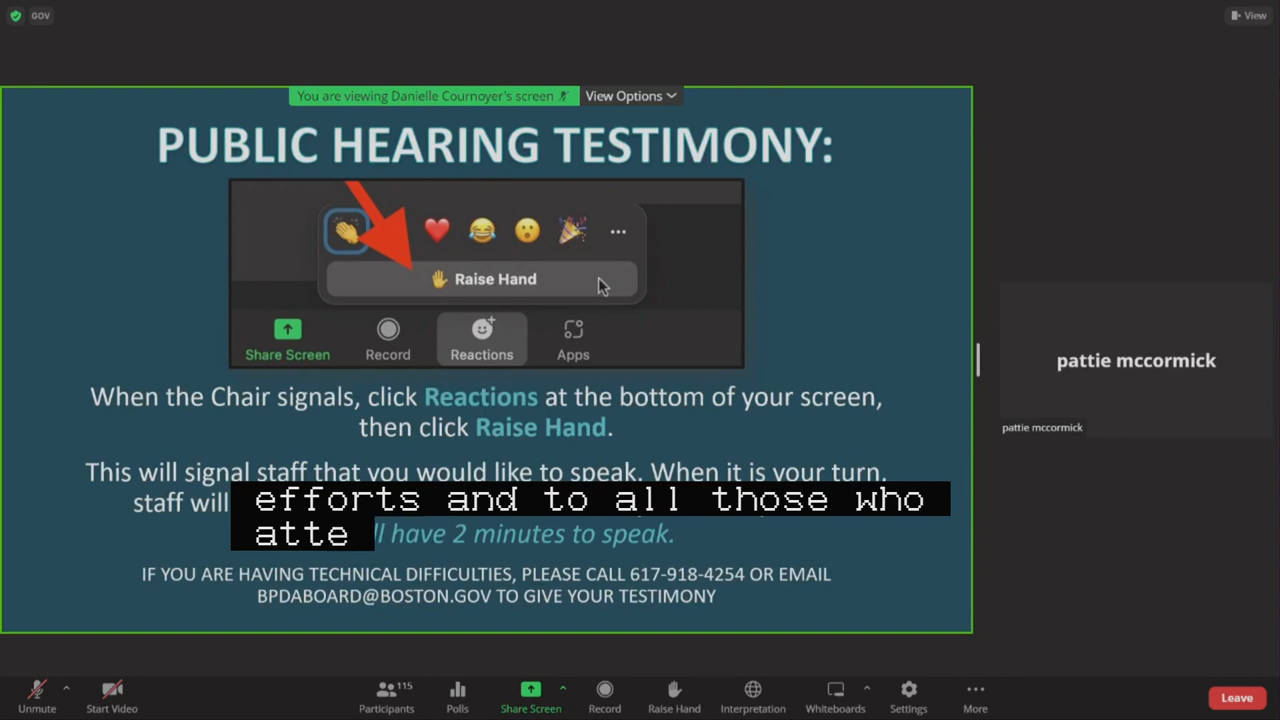 GOV
View
You are viewing Danielle Cournoyer's screen
View Options
PUBLIC HEARING TESTIMONY:
Raise Hand
Share Screen
Record
Reactions
Apps
When the Chair signals, click Reactions at the bottom of your screen,
then click Raise Hand.
This will signal staff that you would like to speak. When it is your turn,
staff will
efforts and to all those who
atte
have 2 minutes to speak.
IF YOU ARE HAVING TECHNICAL DIFFICULTIES, PLEASE CALL 617-918-4254 OR EMAIL
BPDABOARD@BOSTON.GOV TO GIVE YOUR TESTIMONY
pattie mccormick
pattie mccormick
Unmute
Start Video
Participants
115
Polls
Share Screen
Record
Raise Hand
Interpretation
Whiteboards
Settings
More
Leave